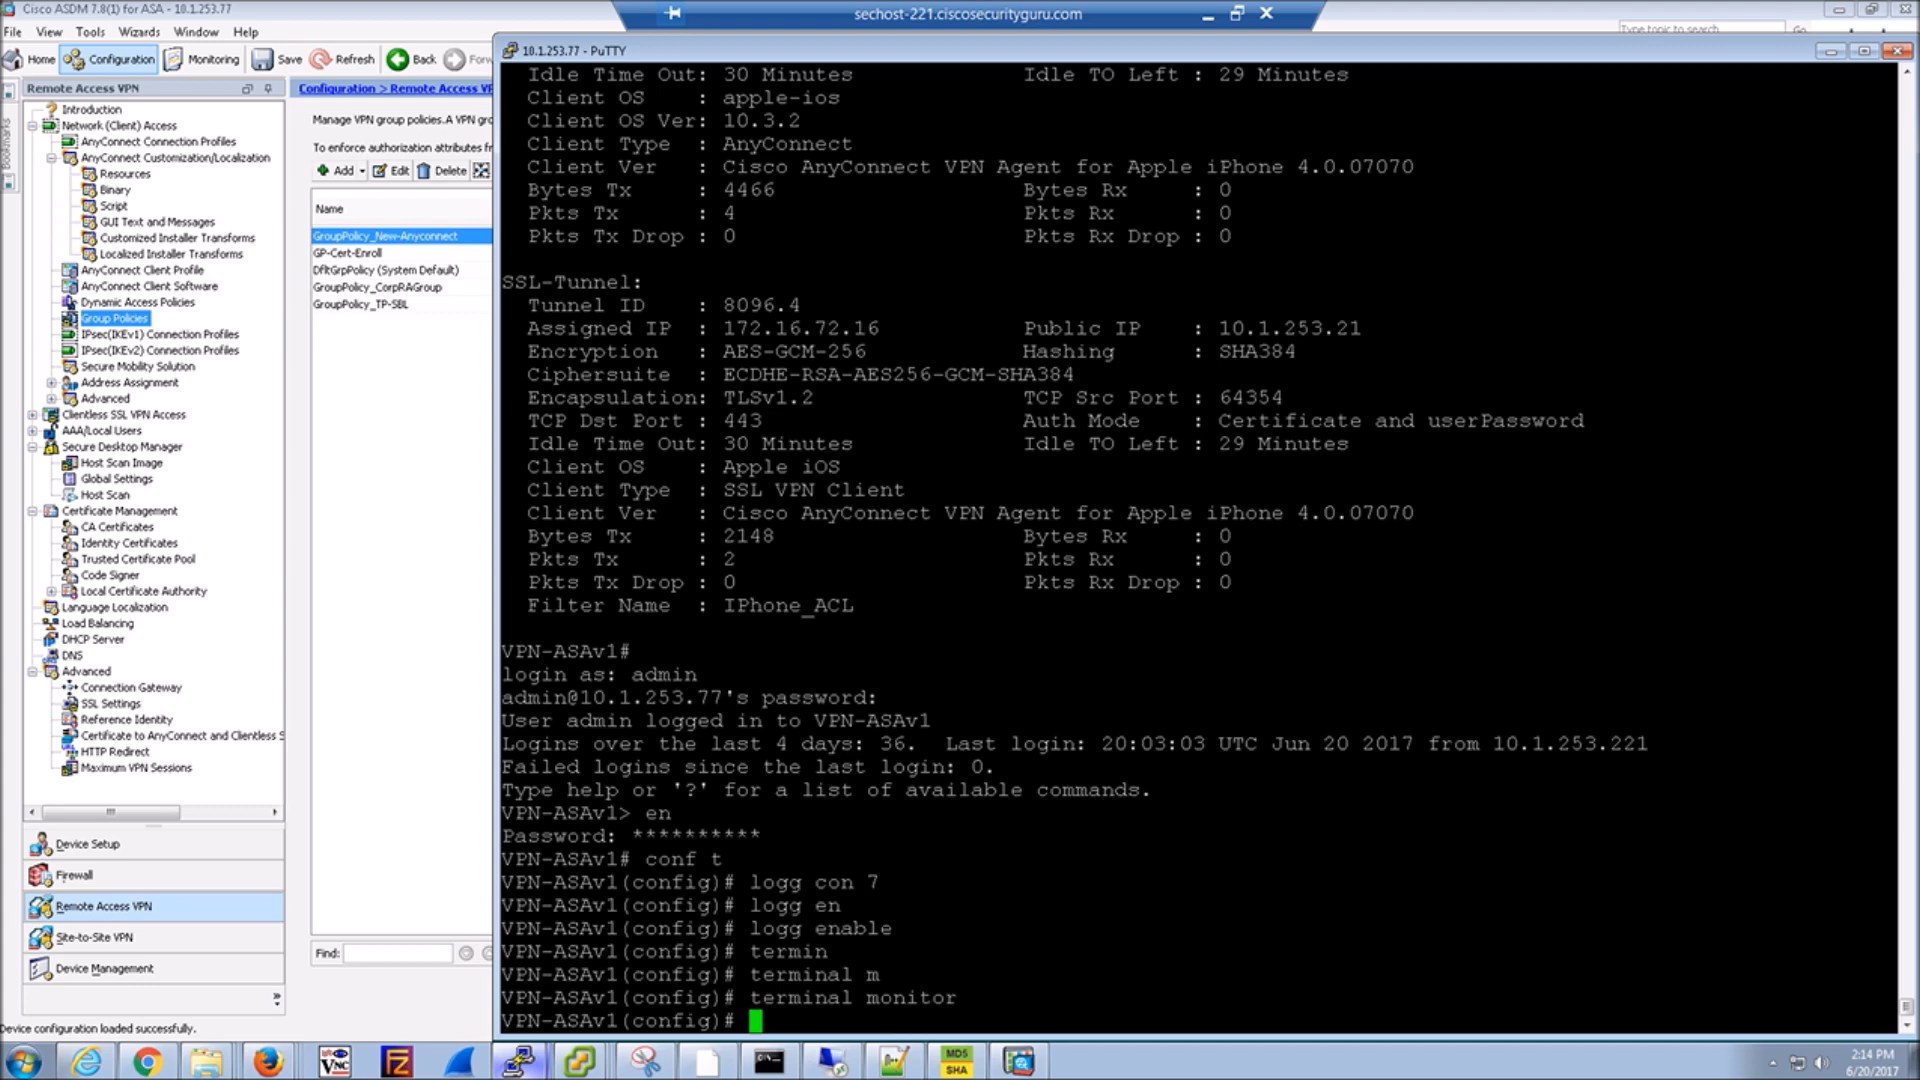 Cisco ASDM 7.8(1) for ASA - 10.1.253.77
sechost-221.ciscosecurityguru.com
File View Tools Wizards Window Help
Type topic to search Go
Home Configuration Monitoring Save Refresh Back Forw
Bookmarks
Remote Access VPN
Introduction
Network (Client) Access
AnyConnect Connection Profiles
AnyConnect Customization/Localization
Resources
Binary
Script
GUI Text and Messages
Customized Installer Transforms
Localized Installer Transforms
AnyConnect Client Profile
AnyConnect Client Software
Dynamic Access Policies
Group Policies
IPsec(IKEv1) Connection Profiles
IPsec(IKEv2) Connection Profiles
Secure Mobility Solution
Address Assignment
Advanced
Clientless SSL VPN Access
AAA/Local Users
Secure Desktop Manager
Host Scan Image
Global Settings
Host Scan
Certificate Management
CA Certificates
Identity Certificates
Trusted Certificate Pool
Code Signer
Local Certificate Authority
Language Localization
Load Balancing
DHCP Server
DNS
Advanced
Connection Gateway
SSL Settings
Reference Identity
Certificate to AnyConnect and Clientless S
HTTP Redirect
Maximum VPN Sessions
Device Setup
Firewall
Remote Access VPN
Site-to-Site VPN
Device Management
Device configuration loaded successfully.
Configuration > Remote Access VP
Manage VPN group policies.A VPN gro
To enforce authorization attributes fr
Add Edit Delete
Name
GroupPolicy_New-Anyconnect
GP-Cert-Enroll
DfltGrpPolicy (System Default)
GroupPolicy_CorpRAGroup
GroupPolicy_TP-SBL
Find:
10.1.253.77 - PuTTY
Idle Time Out: 30 Minutes Idle TO Left : 29 Minutes
Client OS : apple-ios
Client OS Ver: 10.3.2
Client Type : AnyConnect
Client Ver : Cisco AnyConnect VPN Agent for Apple iPhone 4.0.07070
Bytes Tx : 4466 Bytes Rx : 0
Pkts Tx : 4 Pkts Rx : 0
Pkts Tx Drop : 0 Pkts Rx Drop : 0
SSL-Tunnel:
Tunnel ID : 8096.4
Assigned IP : 172.16.72.16 Public IP : 10.1.253.21
Encryption : AES-GCM-256 Hashing : SHA384
Ciphersuite : ECDHE-RSA-AES256-GCM-SHA384
Encapsulation: TLSv1.2 TCP Src Port : 64354
TCP Dst Port : 443 Auth Mode : Certificate and userPassword
Idle Time Out: 30 Minutes Idle TO Left : 29 Minutes
Client OS : Apple iOS
Client Type : SSL VPN Client
Client Ver : Cisco AnyConnect VPN Agent for Apple iPhone 4.0.07070
Bytes Tx : 2148 Bytes Rx : 0
Pkts Tx : 2 Pkts Rx : 0
Pkts Tx Drop : 0 Pkts Rx Drop : 0
Filter Name : IPhone_ACL
VPN-ASAv1#
login as: admin
admin@10.1.253.77's password:
User admin logged in to VPN-ASAv1
Logins over the last 4 days: 36. Last login: 20:03:03 UTC Jun 20 2017 from 10.1.253.221
Failed logins since the last login: 0.
Type help or '?' for a list of available commands.
VPN-ASAv1> en
Password: **********
VPN-ASAv1# conf t
VPN-ASAv1(config)# logg con 7
VPN-ASAv1(config)# logg en
VPN-ASAv1(config)# logg enable
VPN-ASAv1(config)# termin
VPN-ASAv1(config)# terminal m
VPN-ASAv1(config)# terminal monitor
VPN-ASAv1(config)#
VNC
FZ
MD5
SHA
2:14 PM
6/20/2017